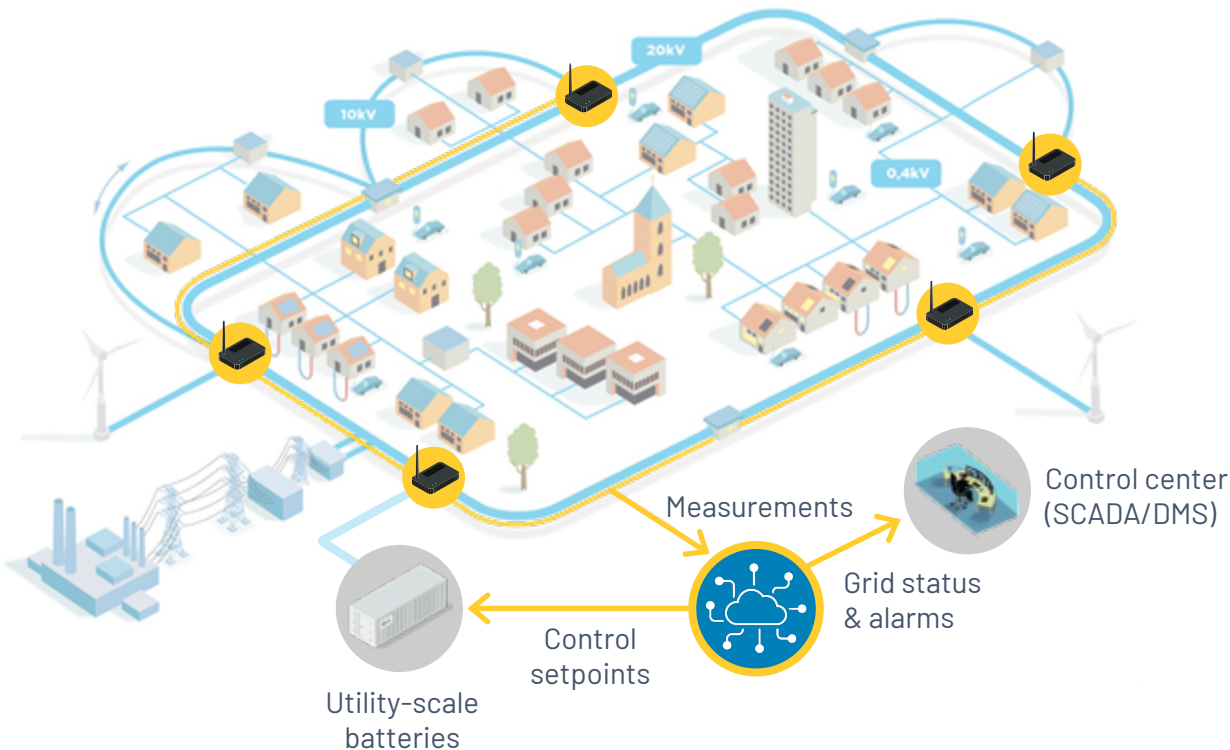 20kV
10kV
0,4kV
Measurements
Control center
(SCADA/DMS)
Grid status
& alarms
Control
setpoints
Utility-scale
batteries